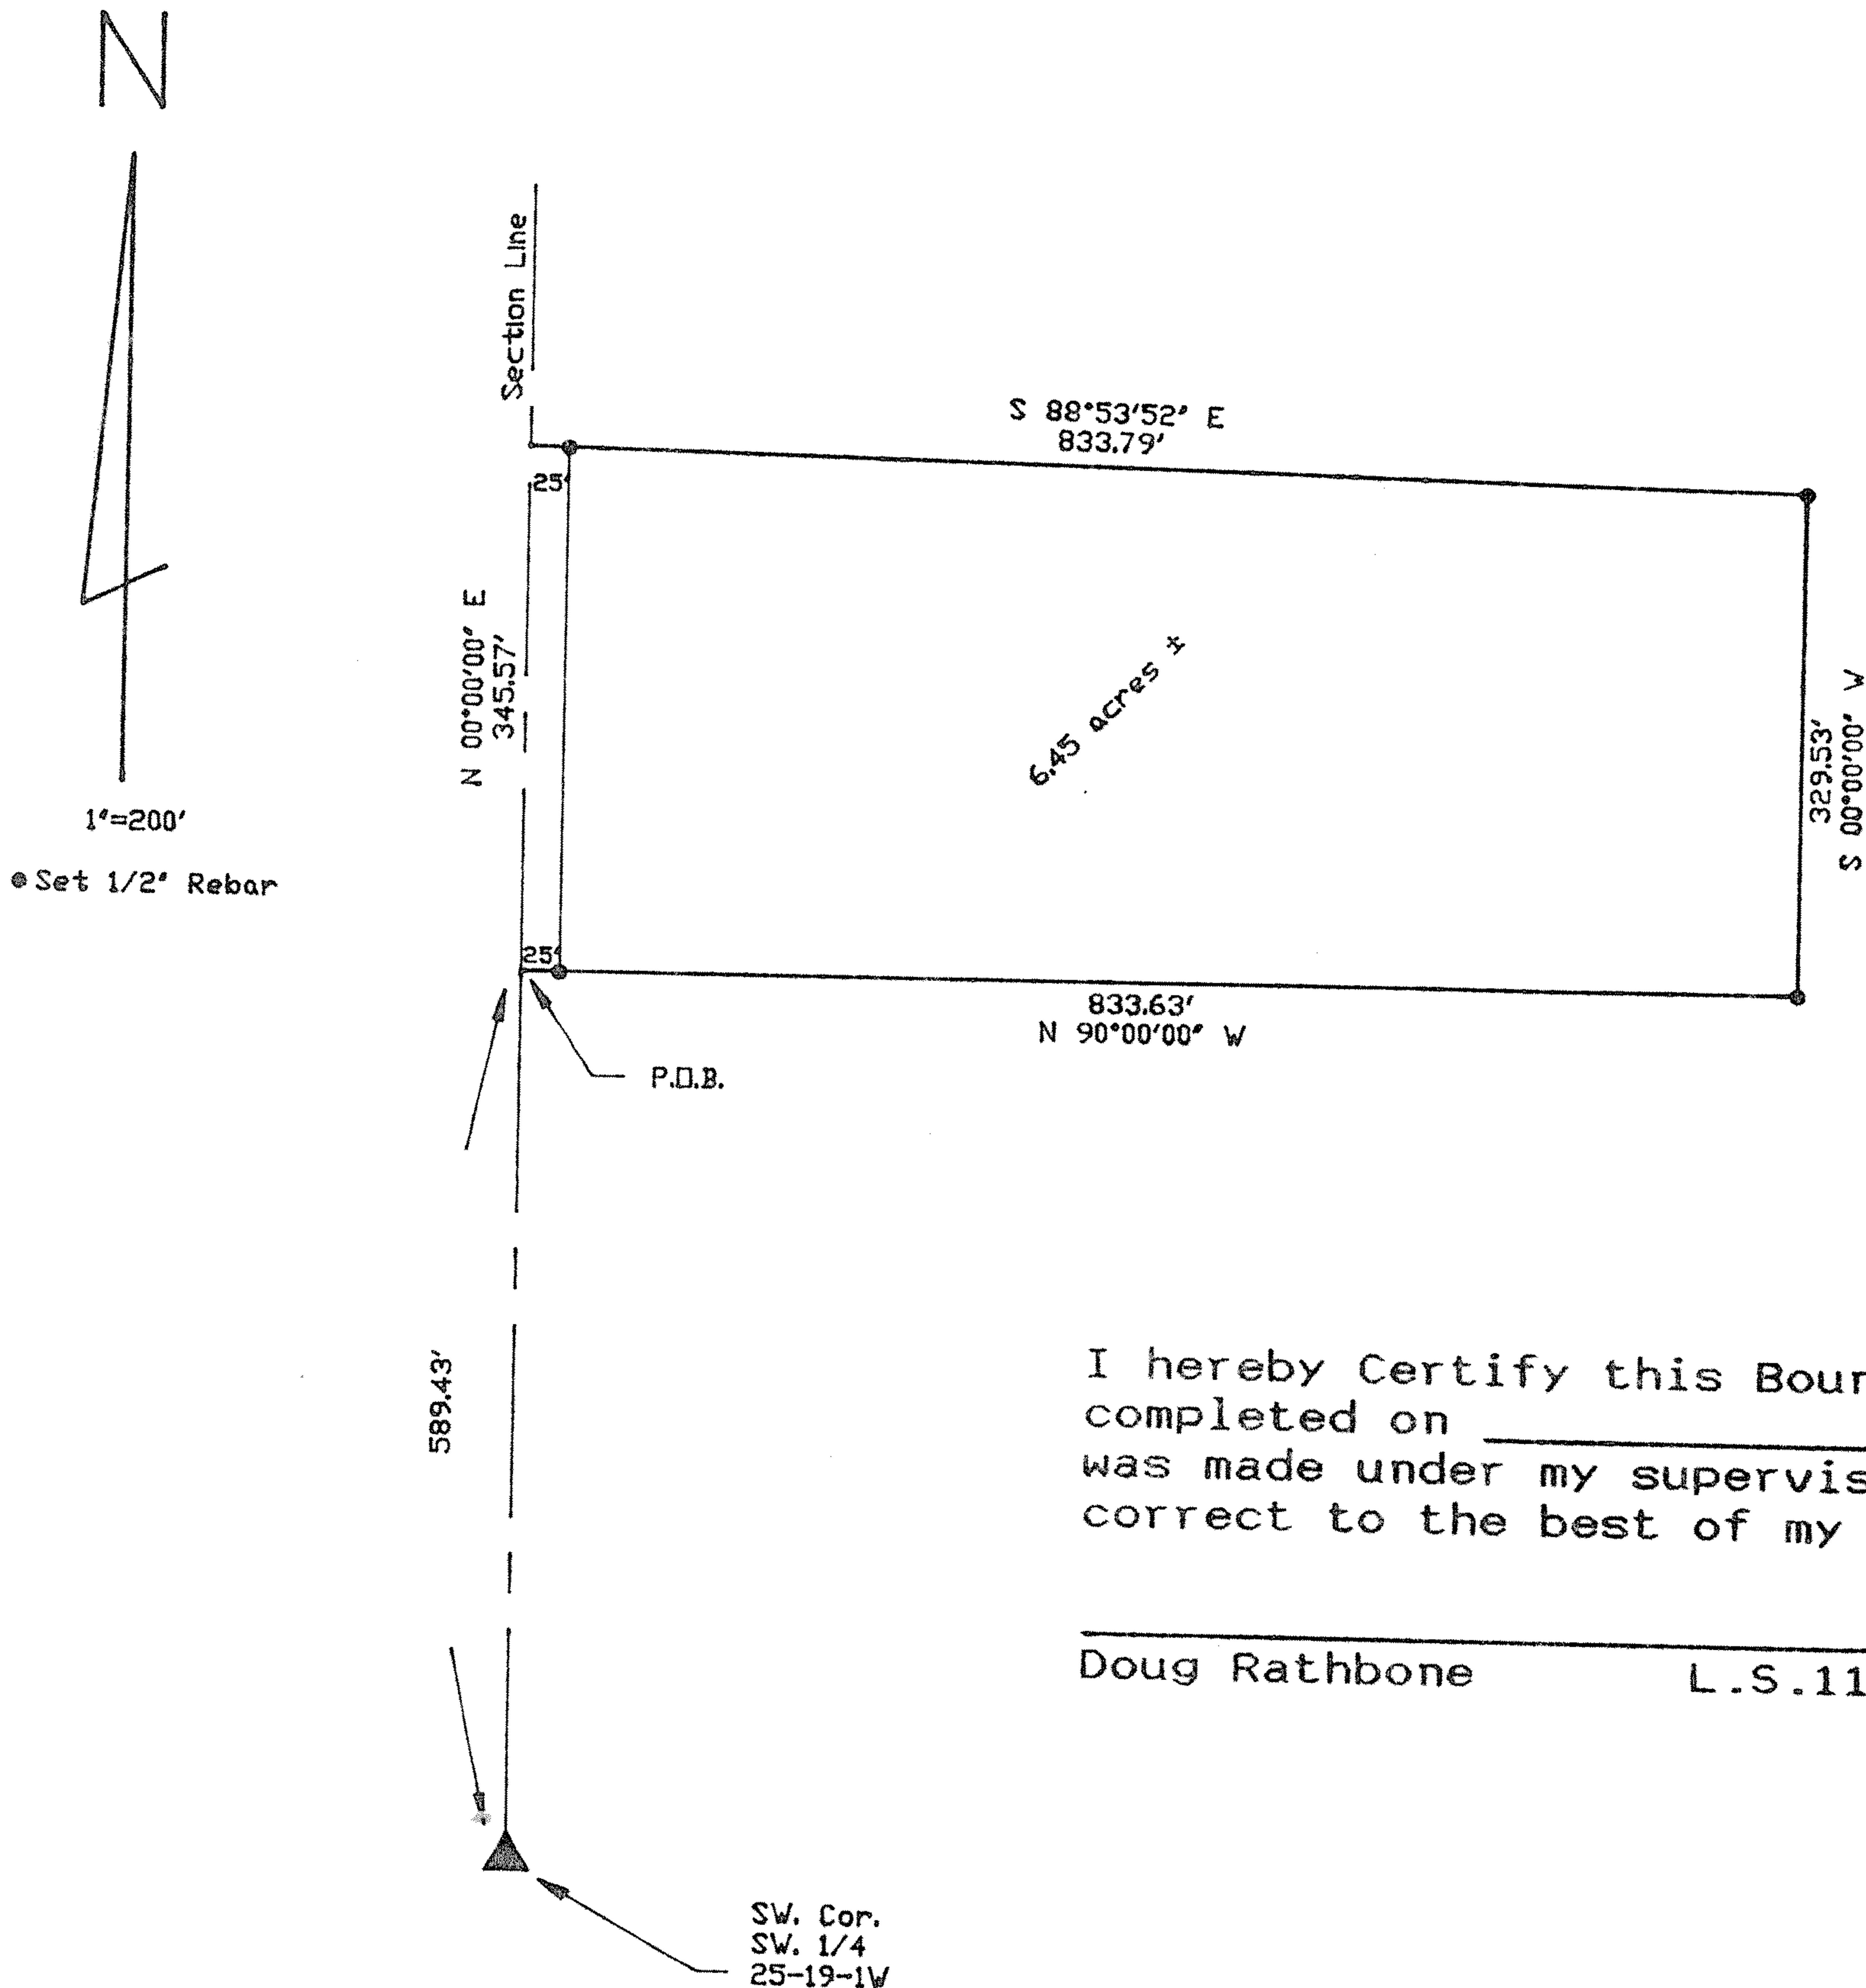 N
Section Line
S 88°53'52" E
833.79'
25'
N 00°00'00" E
345.57'
6.45 acres ±
329.53'
S 00°00'00" W
1"=200'
Set 1/2" Rebar
25'
833.63'
N 90°00'00" W
P.O.B.
589.43'
I hereby Certify this Boun
completed on
was made under my supervis
correct to the best of my
Doug Rathbone L.S.11
SW. Cor.
SW. 1/4
25-19-1W